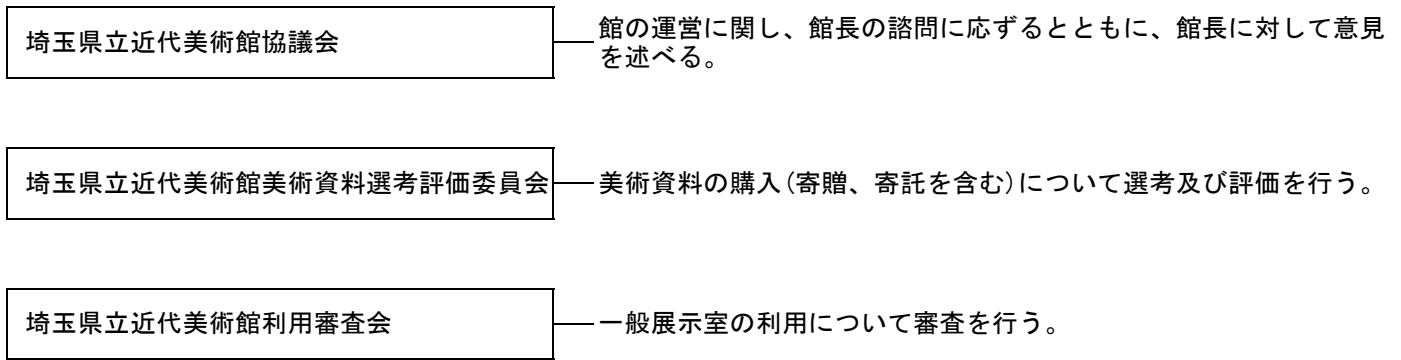 埼玉県立近代美術館協議会
館の運営に関し、館長の諮問に応ずるとともに、館長に対して意見
を述べる。
埼玉県立近代美術館美術資料選考評価委員会
美術資料の購入(寄贈、寄託を含む)について選考及び評価を行う。
埼玉県立近代美術館利用審査会
一般展示室の利用について審査を行う。